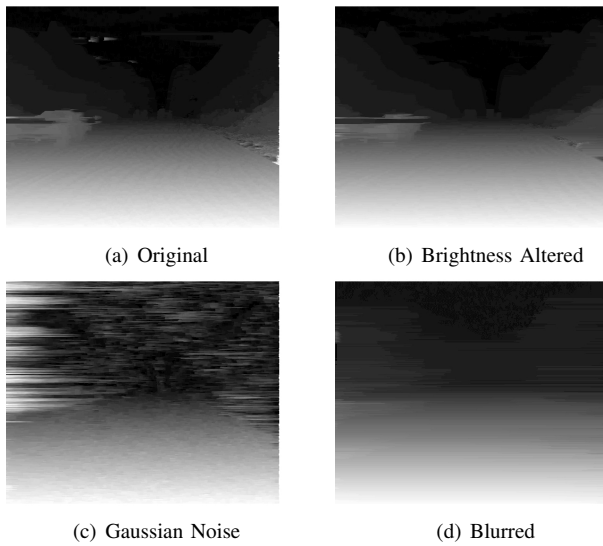 (a) Original
(b) Brightness Altered
(c) Gaussian Noise
(d) Blurred